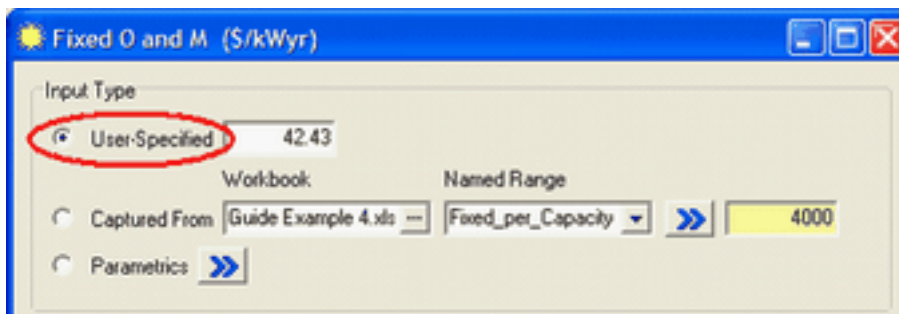 Fixed O and M ($/kWyr)
Input Type
User-Specified 42.43
Workbook Named Range
Captured From Guide Example 4.xls ... Fixed_per_Capacity 4000
Parametrics